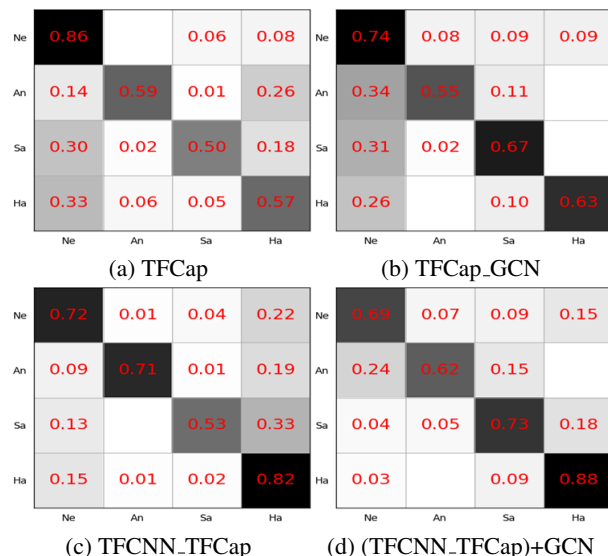 Ne 0.86 0.06 0.08
An 0.14 0.59 0.01 0.26
Sa 0.30 0.02 0.50 0.18
Ha 0.33 0.06 0.05 0.57
Ne An Sa Ha
(a) TFCap
Ne 0.74 0.08 0.09 0.09
An 0.34 0.55 0.11
Sa 0.31 0.02 0.67
Ha 0.26 0.10 0.63
Ne An Sa Ha
(b) TFCap_GCN
Ne 0.72 0.01 0.04 0.22
An 0.09 0.71 0.01 0.19
Sa 0.13 0.53 0.33
Ha 0.15 0.01 0.02 0.82
Ne An Sa Ha
(c) TFCNN_TFCap
Ne 0.69 0.07 0.09 0.15
An 0.24 0.62 0.15
Sa 0.04 0.05 0.73 0.18
Ha 0.03 0.09 0.88
Ne An Sa Ha
(d) (TFCNN_TFCap)+GCN